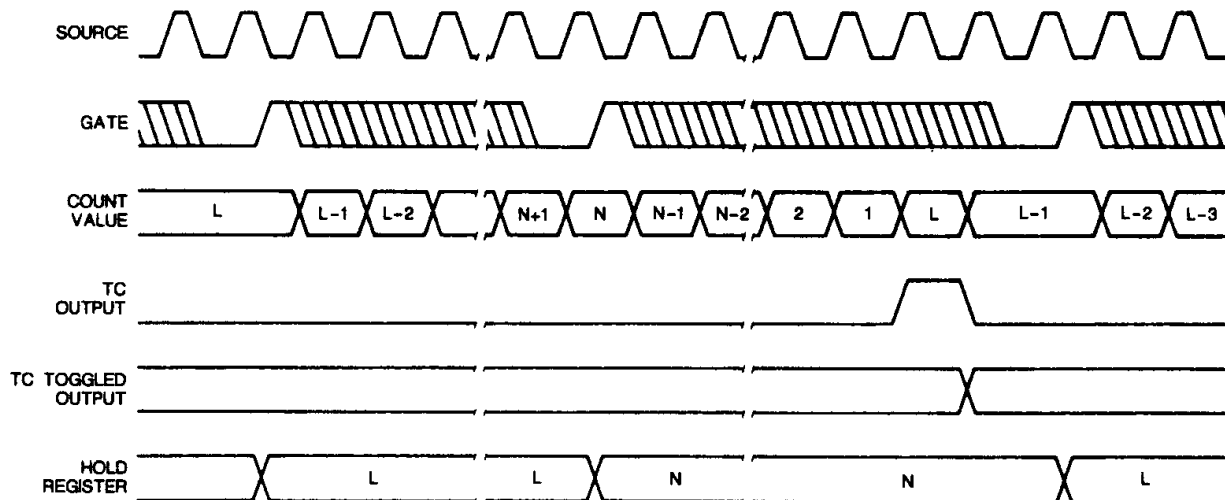 SOURCE
GATE
COUNT
VALUE
L L-1 L-2 N+1 N N-1 N-2 2 1 L L-1 L-2 L-3
TC
OUTPUT
TC TOGGLED
OUTPUT
HOLD
REGISTER
L L N N L